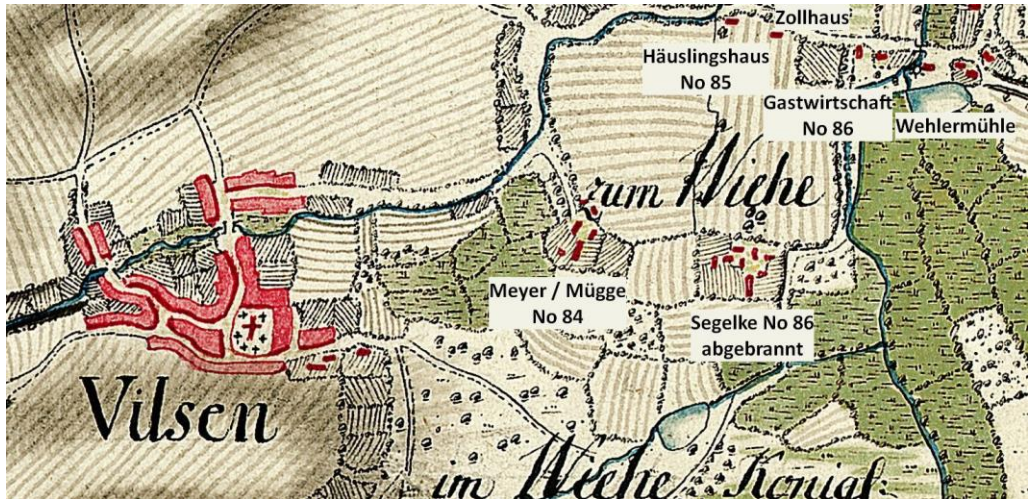 Zollhaus
Häuslingshaus
No 85
Gastwirtschaft
No 86
Wehlermühle
zum Wiehe
Meyer / Mügge
No 84
Segelke No 86
abgebrannt
Vilsen
im Wiehe Königl: